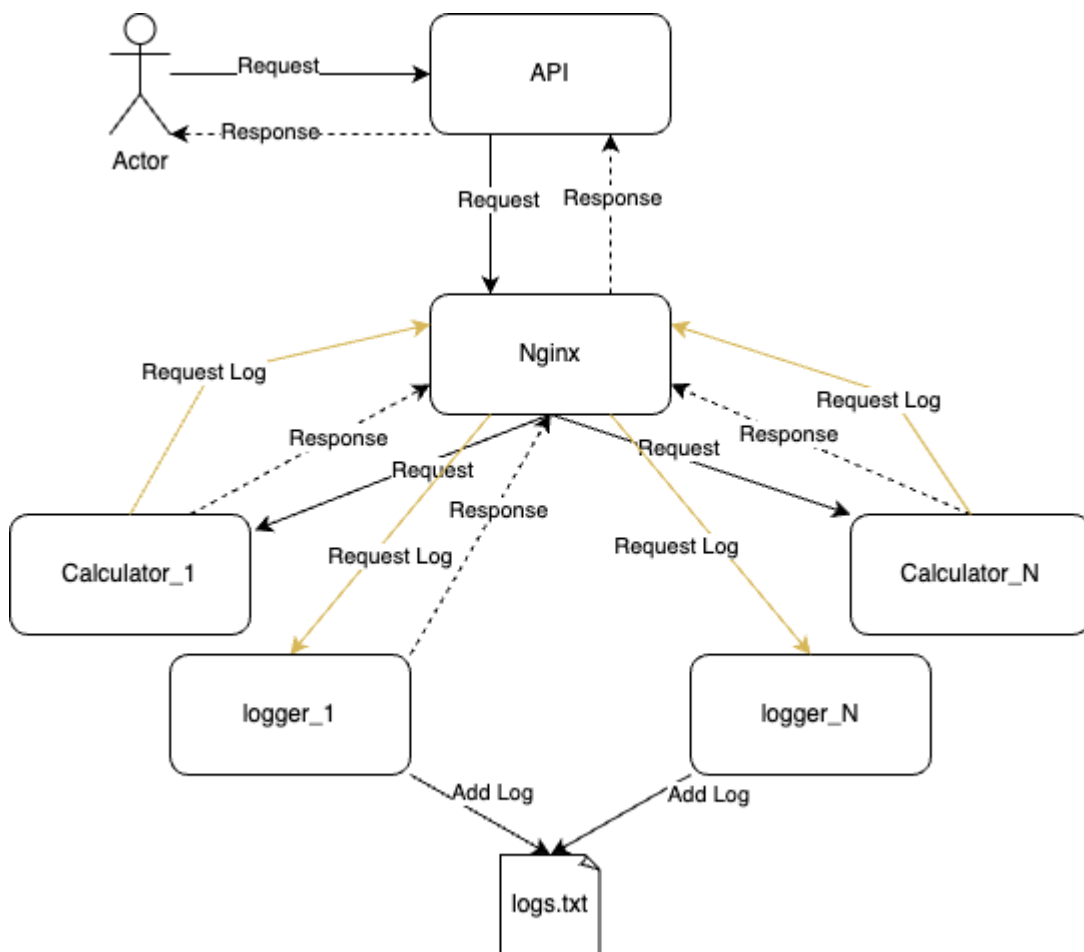 API
Request
Response
Actor
Request
Response
Nginx
Request Log
Request Log
Response
Response
Request
Request
Response
Request Log
Request Log
Calculator_1
Calculator_N
logger_1
logger_N
Add Log
Add Log
logs.txt